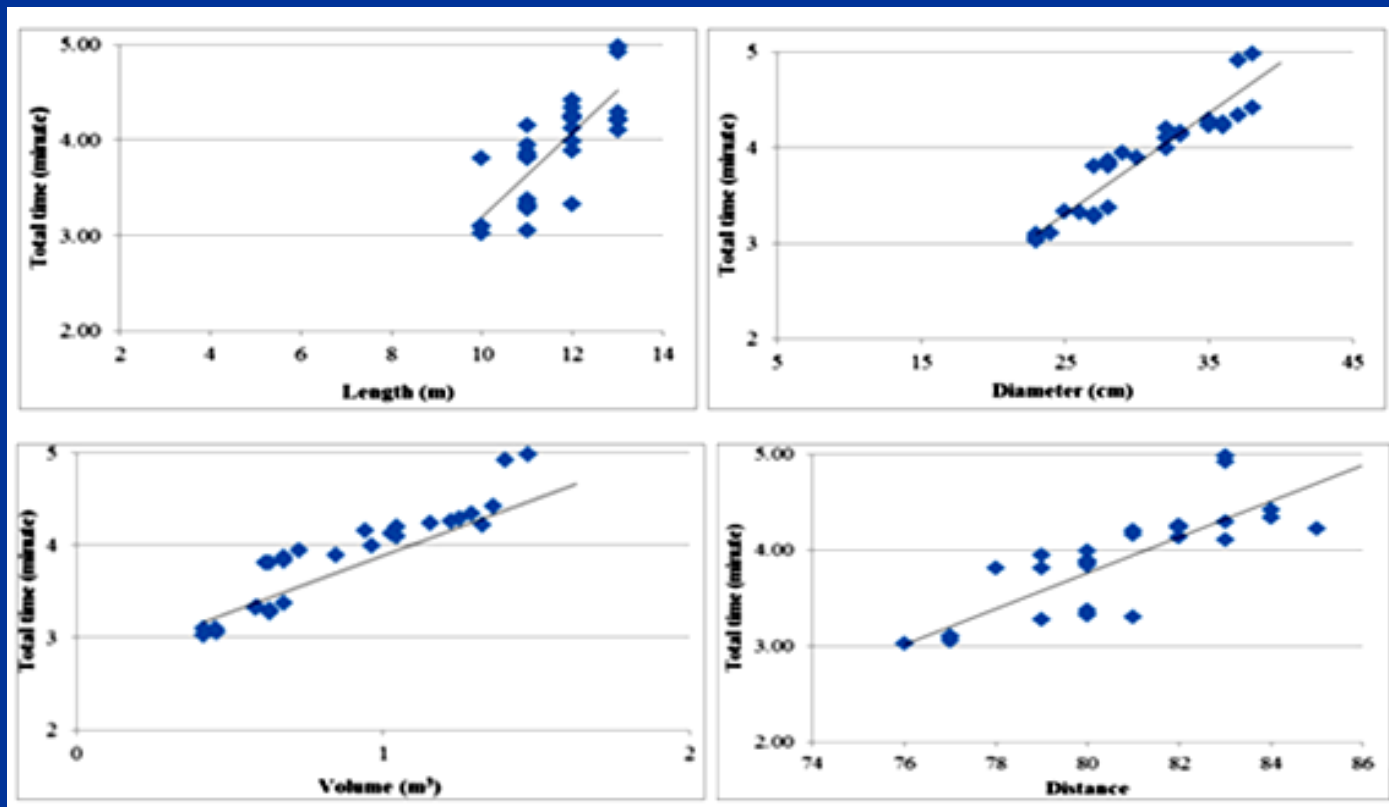 5.00
4.00
3.00
2.00
Total time (minute)
2 4 6 8 10 12 14
Length (m)
5
4
3
2
Total time (minute)
5 15 25 35 45
Diameter (cm)
5
4
3
2
Total time (minute)
0 1 2
Volume (m³)
5.00
4.00
3.00
2.00
Total time (minute)
74 76 78 80 82 84 86
Distance